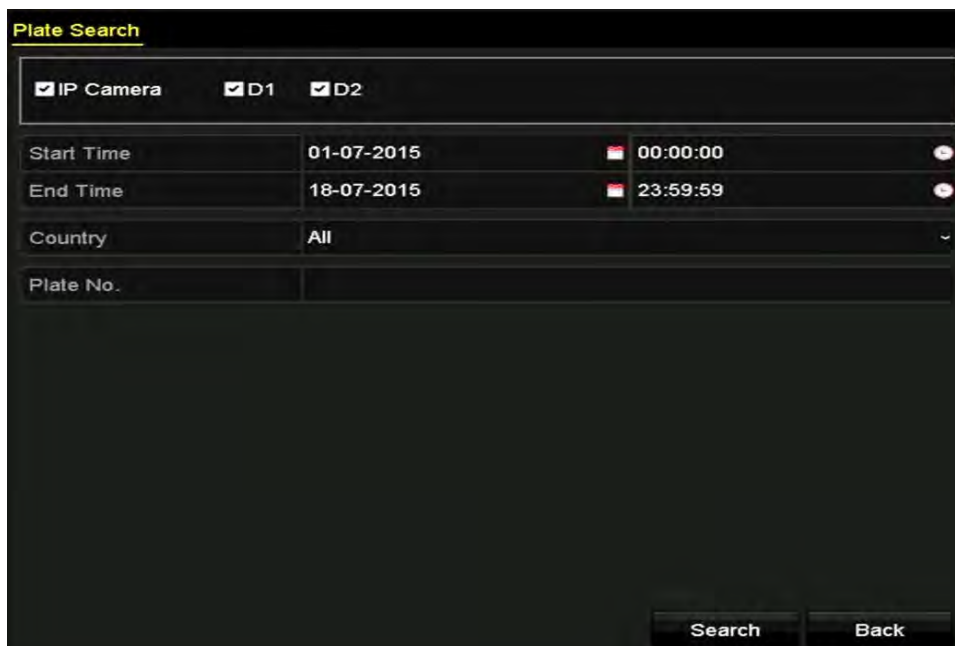 Plate Search
IP Camera D1 D2
Start Time 01-07-2015 00:00:00
End Time 18-07-2015 23:59:59
Country All
Plate No.
Search Back